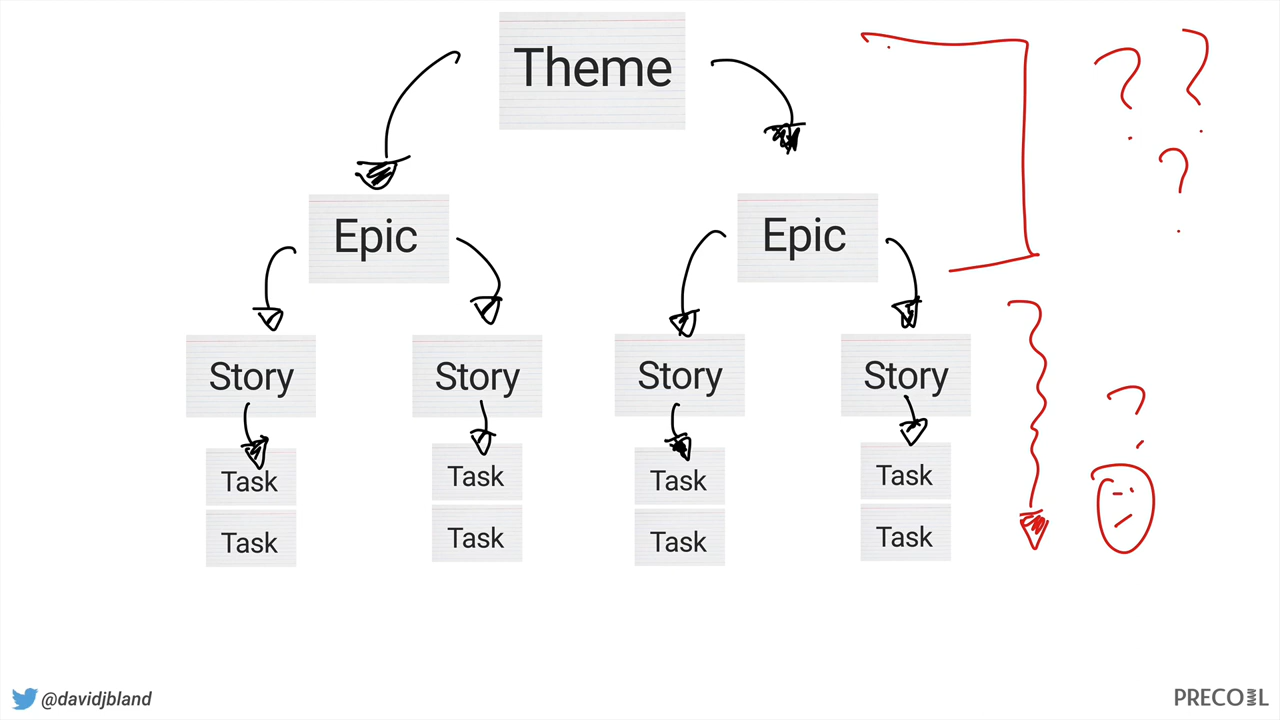 Theme
? ?
?
Epic Epic
Story Story Story Story
?
Task Task Task Task
Task Task Task Task
@davidjbland PRECOIL